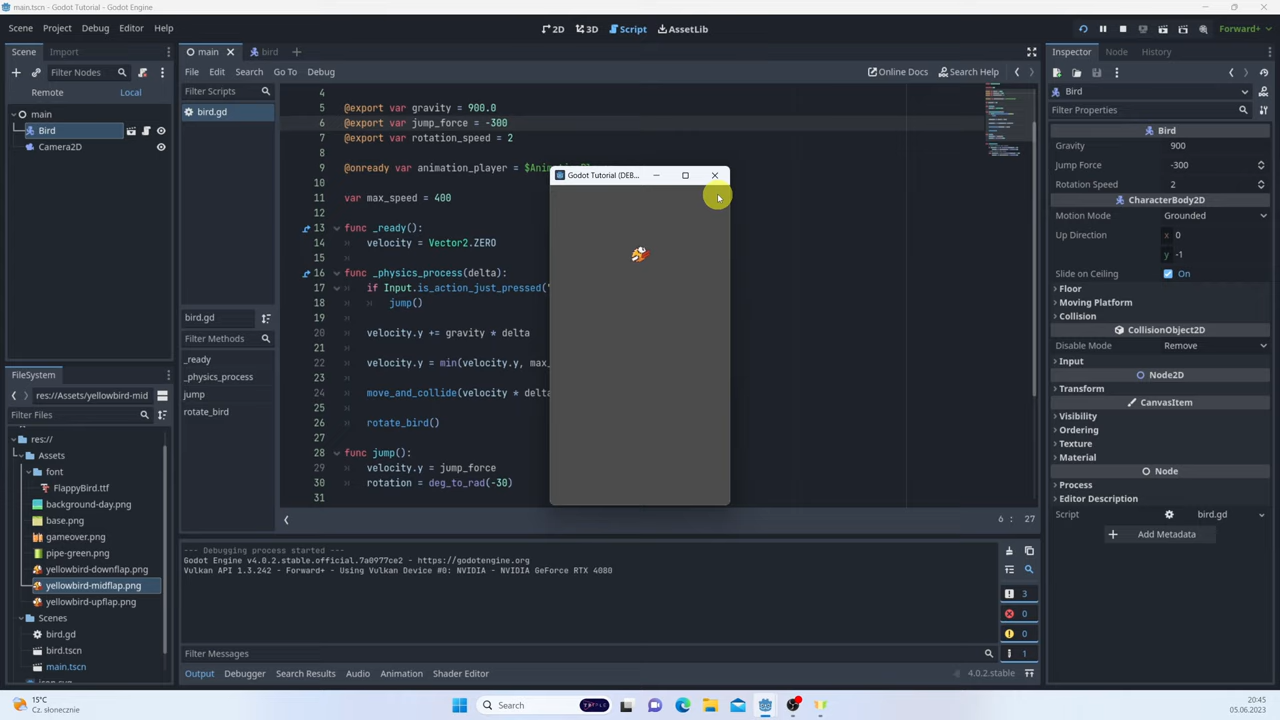 main.tscn - Godot Tutorial - Godot Engine
Scene Project Debug Editor Help
2D 3D Script AssetLib
Forward+
Scene Import
main bird
Inspector Node History
Filter Nodes
File Edit Search Go To Debug
Online Docs Search Help
Remote Local
Filter Scripts
bird.gd
main
Bird
Camera2D
4
5 @export var gravity = 900.0
6 @export var jump_force = -300
7 @export var rotation_speed = 2
8
9 @onready var animation_player =
10
11 var max_speed = 400
12
13 func _ready():
14 velocity = Vector2.ZERO
15
16 func _physics_process(delta):
17 if Input.is_action_just_pressed("
18 jump()
19
20 velocity.y += gravity * delta
21
22 velocity.y = min(velocity.y, max_
23
24 move_and_collide(velocity * delt
25
26 rotate_bird()
27
28 func jump():
29 velocity.y = jump_force
30 rotation = deg_to_rad(-30)
31
Godot Tutorial (DEB...
bird.gd
Filter Methods
_ready
_physics_process
jump
rotate_bird
6 : 27
Bird
Filter Properties
Bird
Gravity 900
Jump Force -300
Rotation Speed 2
CharacterBody2D
Motion Mode Grounded
Up Direction x 0
y -1
Slide on Ceiling On
Floor
Moving Platform
Collision
CollisionObject2D
Disable Mode Remove
Input
Node2D
Transform
CanvasItem
Visibility
Ordering
Texture
Material
Node
Process
Editor Description
Script bird.gd
Add Metadata
FileSystem
res://Assets/yellowbird-mid
Filter Files
res://
Assets
font
FlappyBird.ttf
background-day.png
base.png
gameover.png
pipe-green.png
yellowbird-downflap.png
yellowbird-midflap.png
yellowbird-upflap.png
Scenes
bird.gd
bird.tscn
main.tscn
--- Debugging process started ---
Godot Engine v4.0.2.stable.official.7a0977ce2 - https://godotengine.org
Vulkan API 1.3.242 - Forward+ - Using Vulkan Device #0: NVIDIA - NVIDIA GeForce RTX 4080
3
0
0
1
Filter Messages
Output Debugger Search Results Audio Animation Shader Editor
4.0.2.stable
15°C
Cz. słonecznie
Search
20:45
05.06.2023